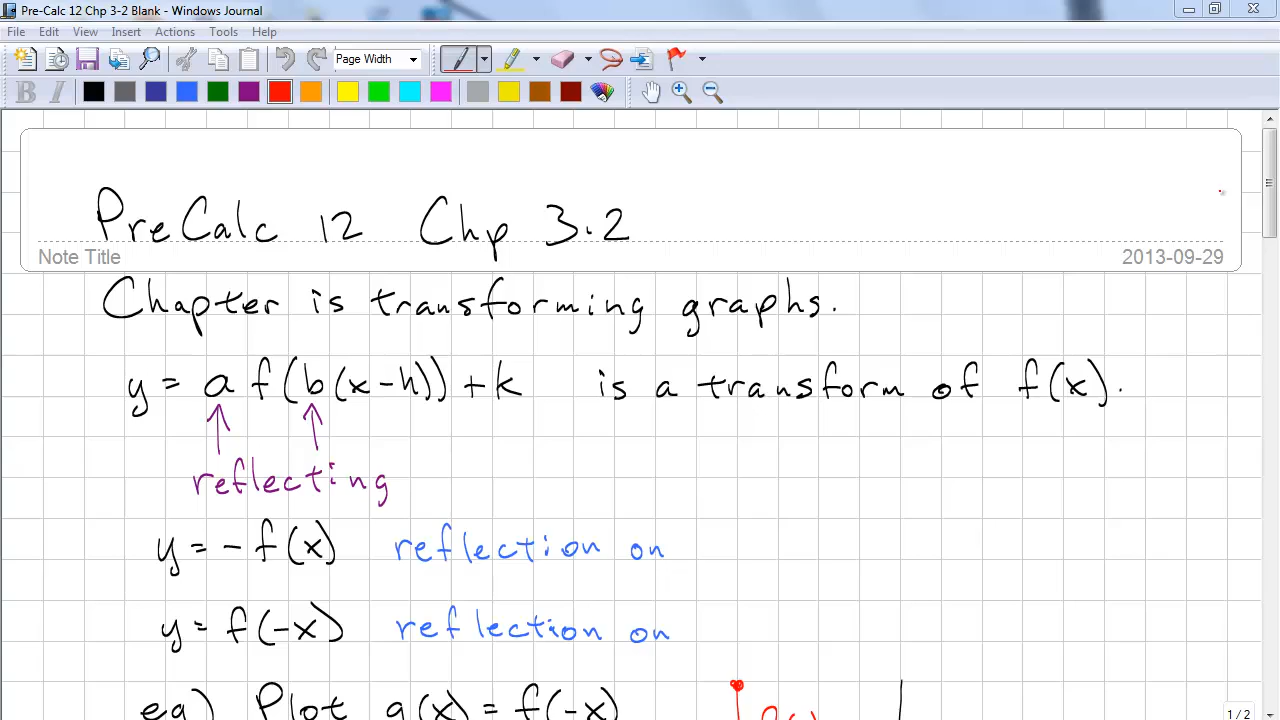 Pre-Calc 12 Chp 3-2 Blank - Windows Journal
File Edit View Insert Actions Tools Help
Page Width
B I
PreCalc 12 Chp 3.2
Note Title 2013-09-29
Chapter is transforming graphs.
y = a f(b(x-h)) + k is a transform of f(x).
reflecting
y = - f(x) reflection on
y = f(-x) reflection on
eg) Plot g(x) = f(-x)
1/2